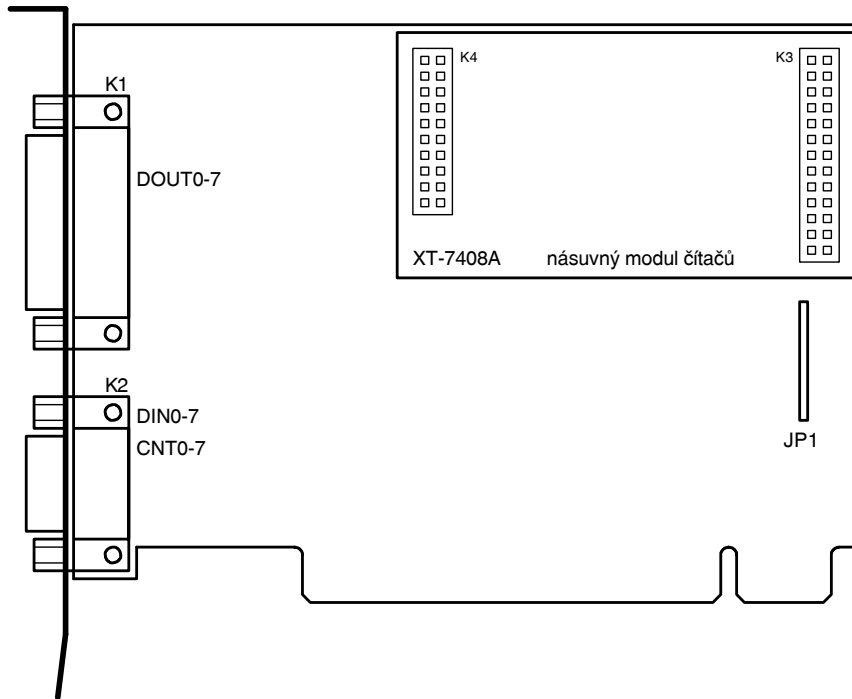 K4
K3
K1
DOUT0-7
XT-7408A násuvný modul čítačů
K2
DIN0-7
CNT0-7
JP1